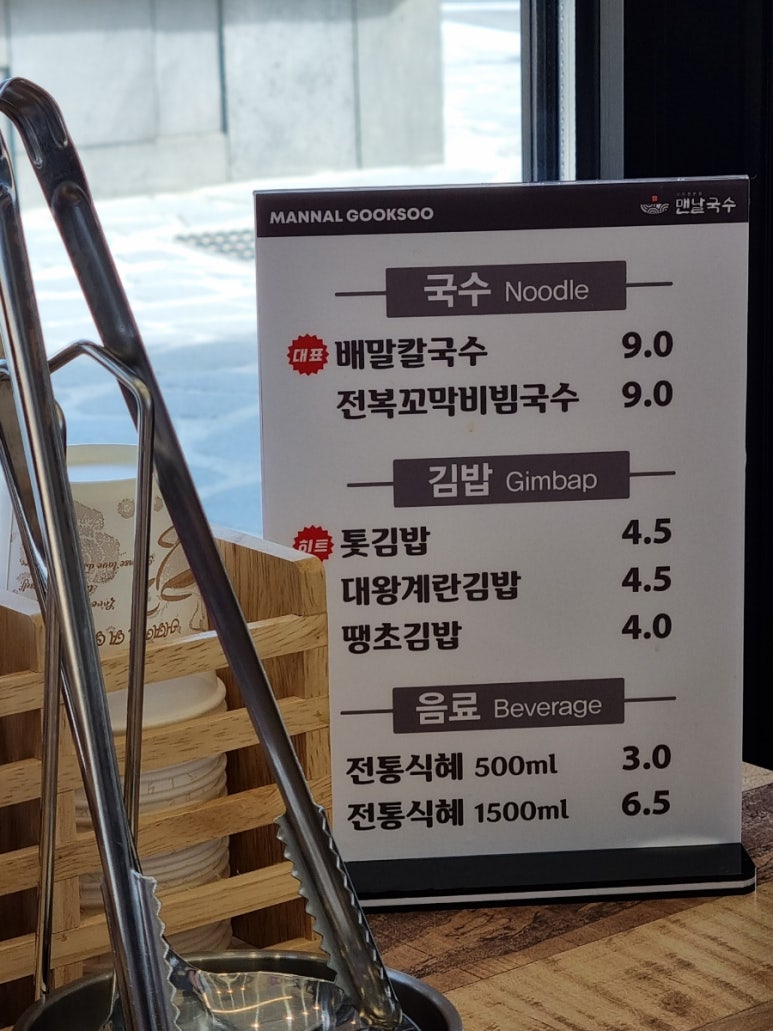 MANNAL GOOKSOO
맨날국수
국수 Noodle
대표 배말칼국수 9.0
전복꼬막비빔국수 9.0
김밥 Gimbap
히트 톳김밥 4.5
대왕계란김밥 4.5
땡초김밥 4.0
음료 Beverage
전통식혜 500ml 3.0
전통식혜 1500ml 6.5